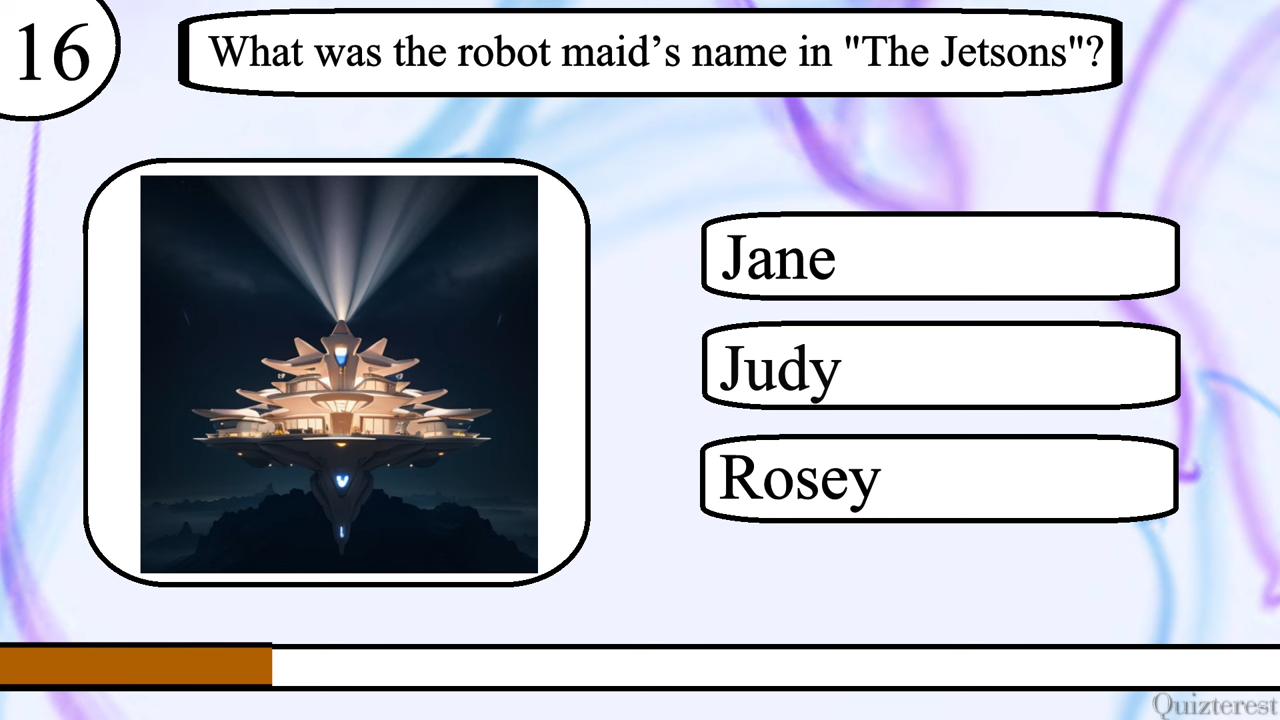 16
What was the robot maid’s name in "The Jetsons"?
Jane
Judy
Rosey
Quizterest